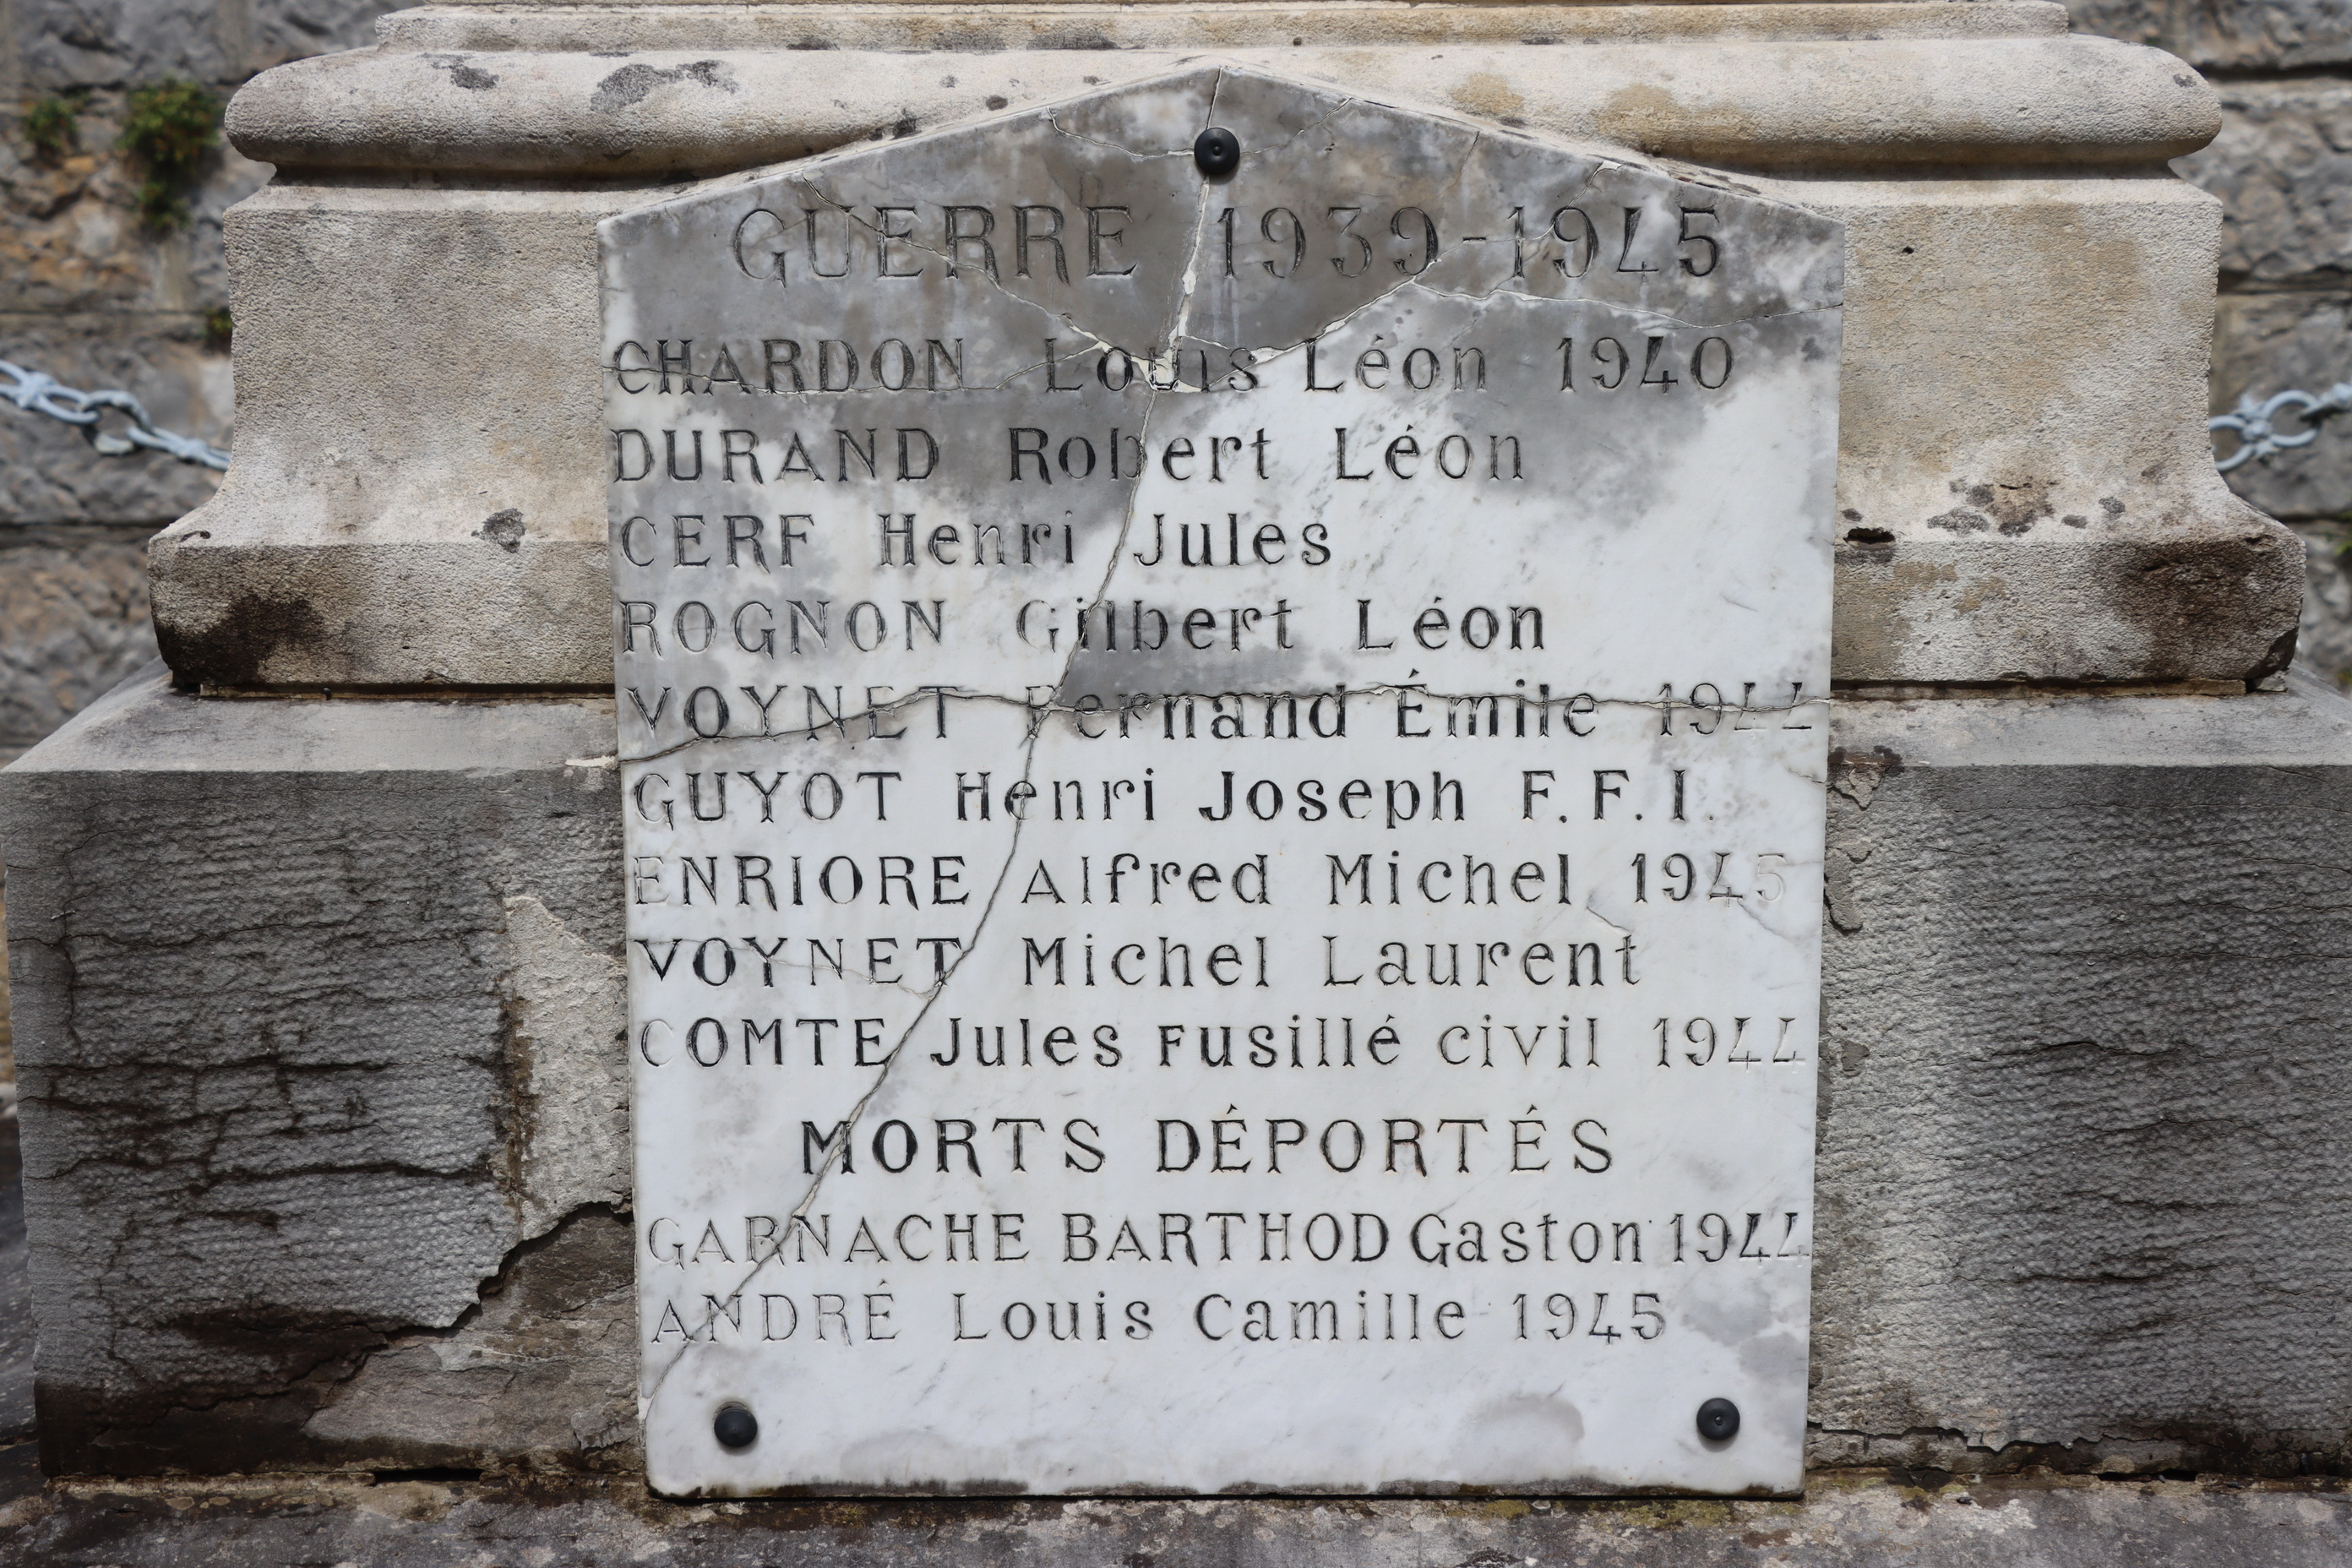 GUERRE 1939-1945
CHARDON Louis Léon 1940
DURAND Robert Léon
CERF Henri Jules
ROGNON Gilbert Léon
VOYNET Fernand Émile 1944
GUYOT Henri Joseph F.F.I.
ENRIORE Alfred Michel 1945
VOYNET Michel Laurent
COMTE Jules Fusillé civil 1944
MORTS DÉPORTÉS
GARNACHE BARTHOD Gaston 1944
ANDRÉ Louis Camille 1945